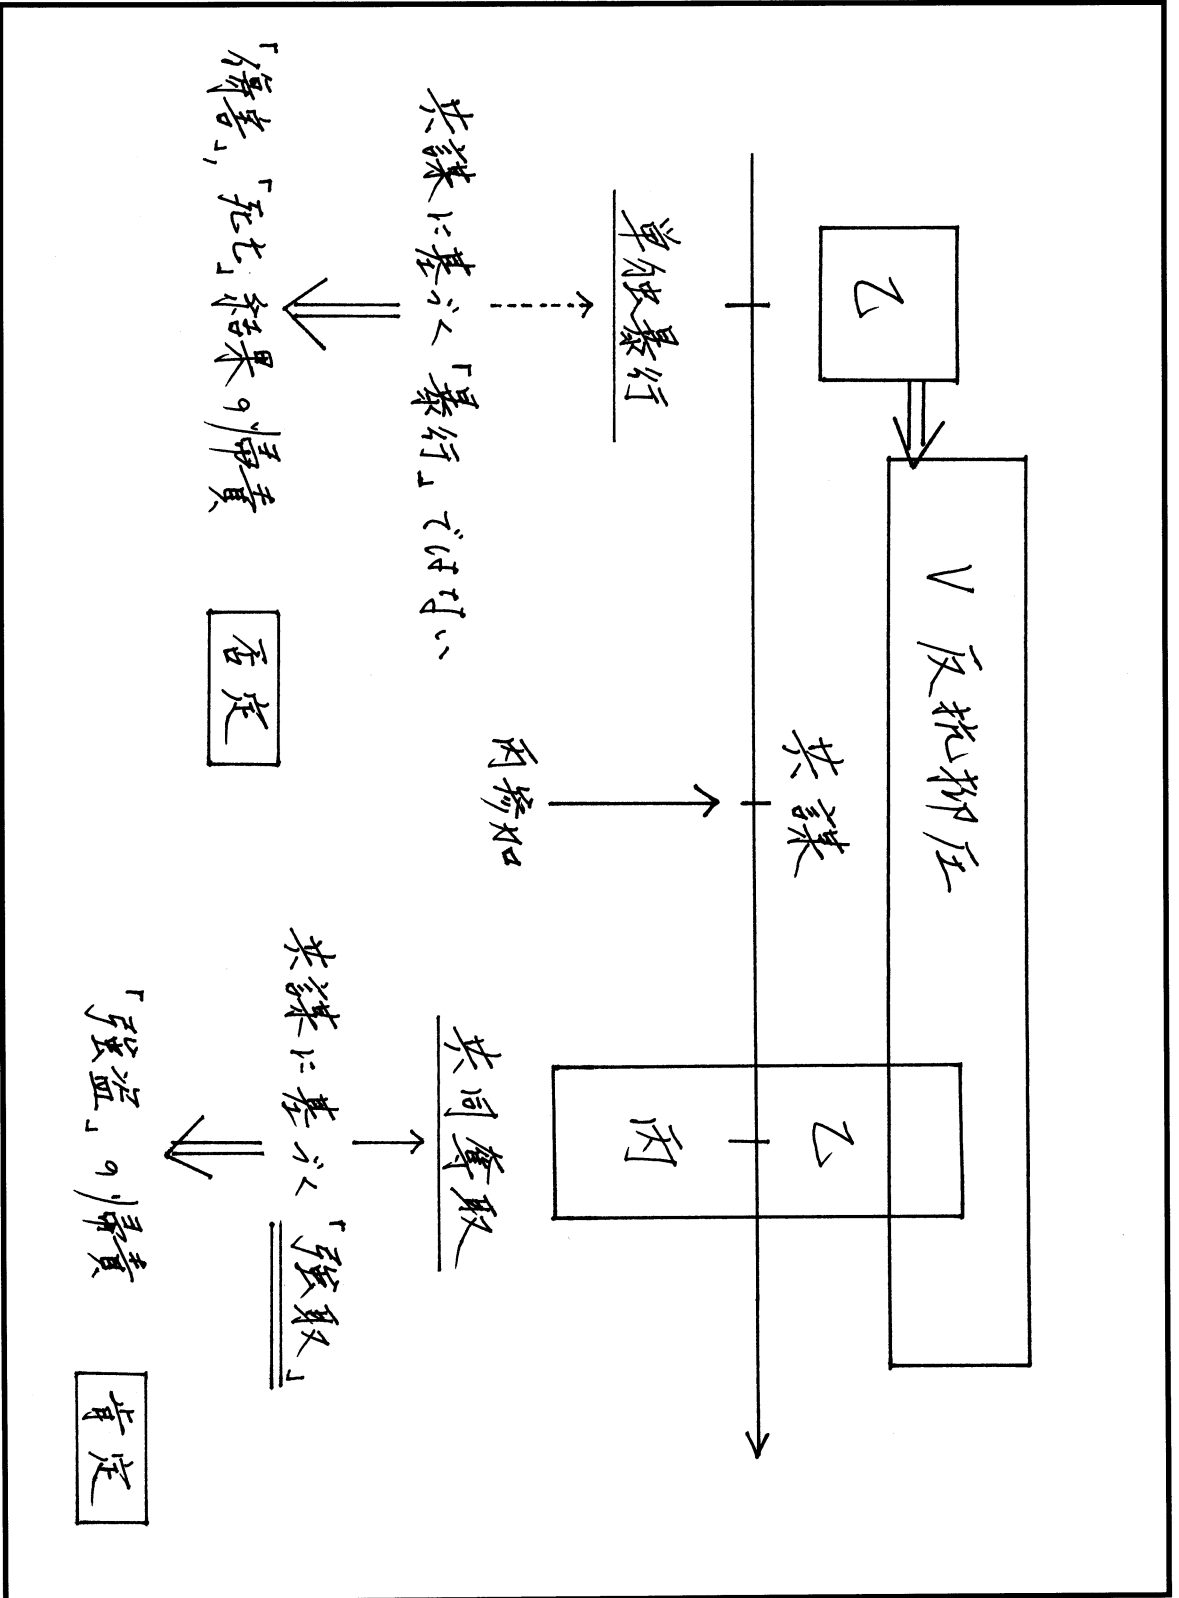 乙
V 反抗抑圧
共謀
乙
丙
単独暴行
丙参加
共同奪取
共謀に基づく「暴行」ではない
共謀に基づく「強取」
「傷害」,「死亡」結果の帰責 否定
「強盗」の帰責 肯定